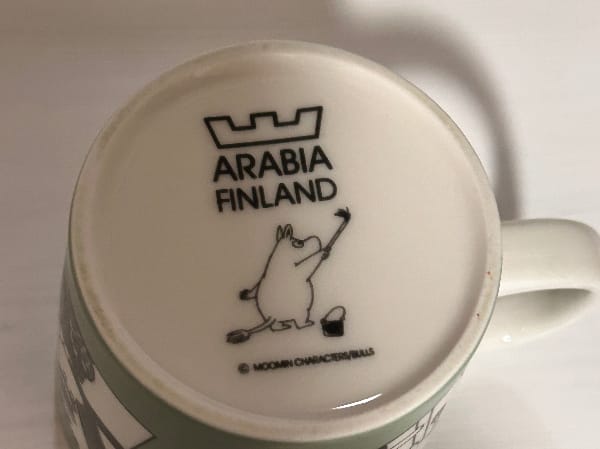 ARABIA
FINLAND
© MOOMIN CHARACTERS/BULLS